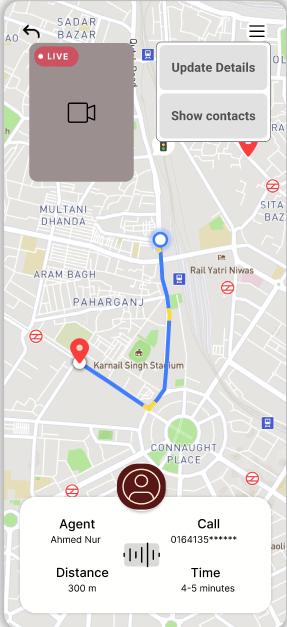 SADAR
BAZAR
LIVE
Update Details
Show contacts
SITA
MULTANI
DHANDA
Rail Yatri Niwas
ARAM BAGH
PAHARGANJ
Karnail Singh Stadium
CONNAUGHT
PLACE
Agent
Ahmed Nur
Call
0164135******
Distance
300 m
Time
4-5 minutes